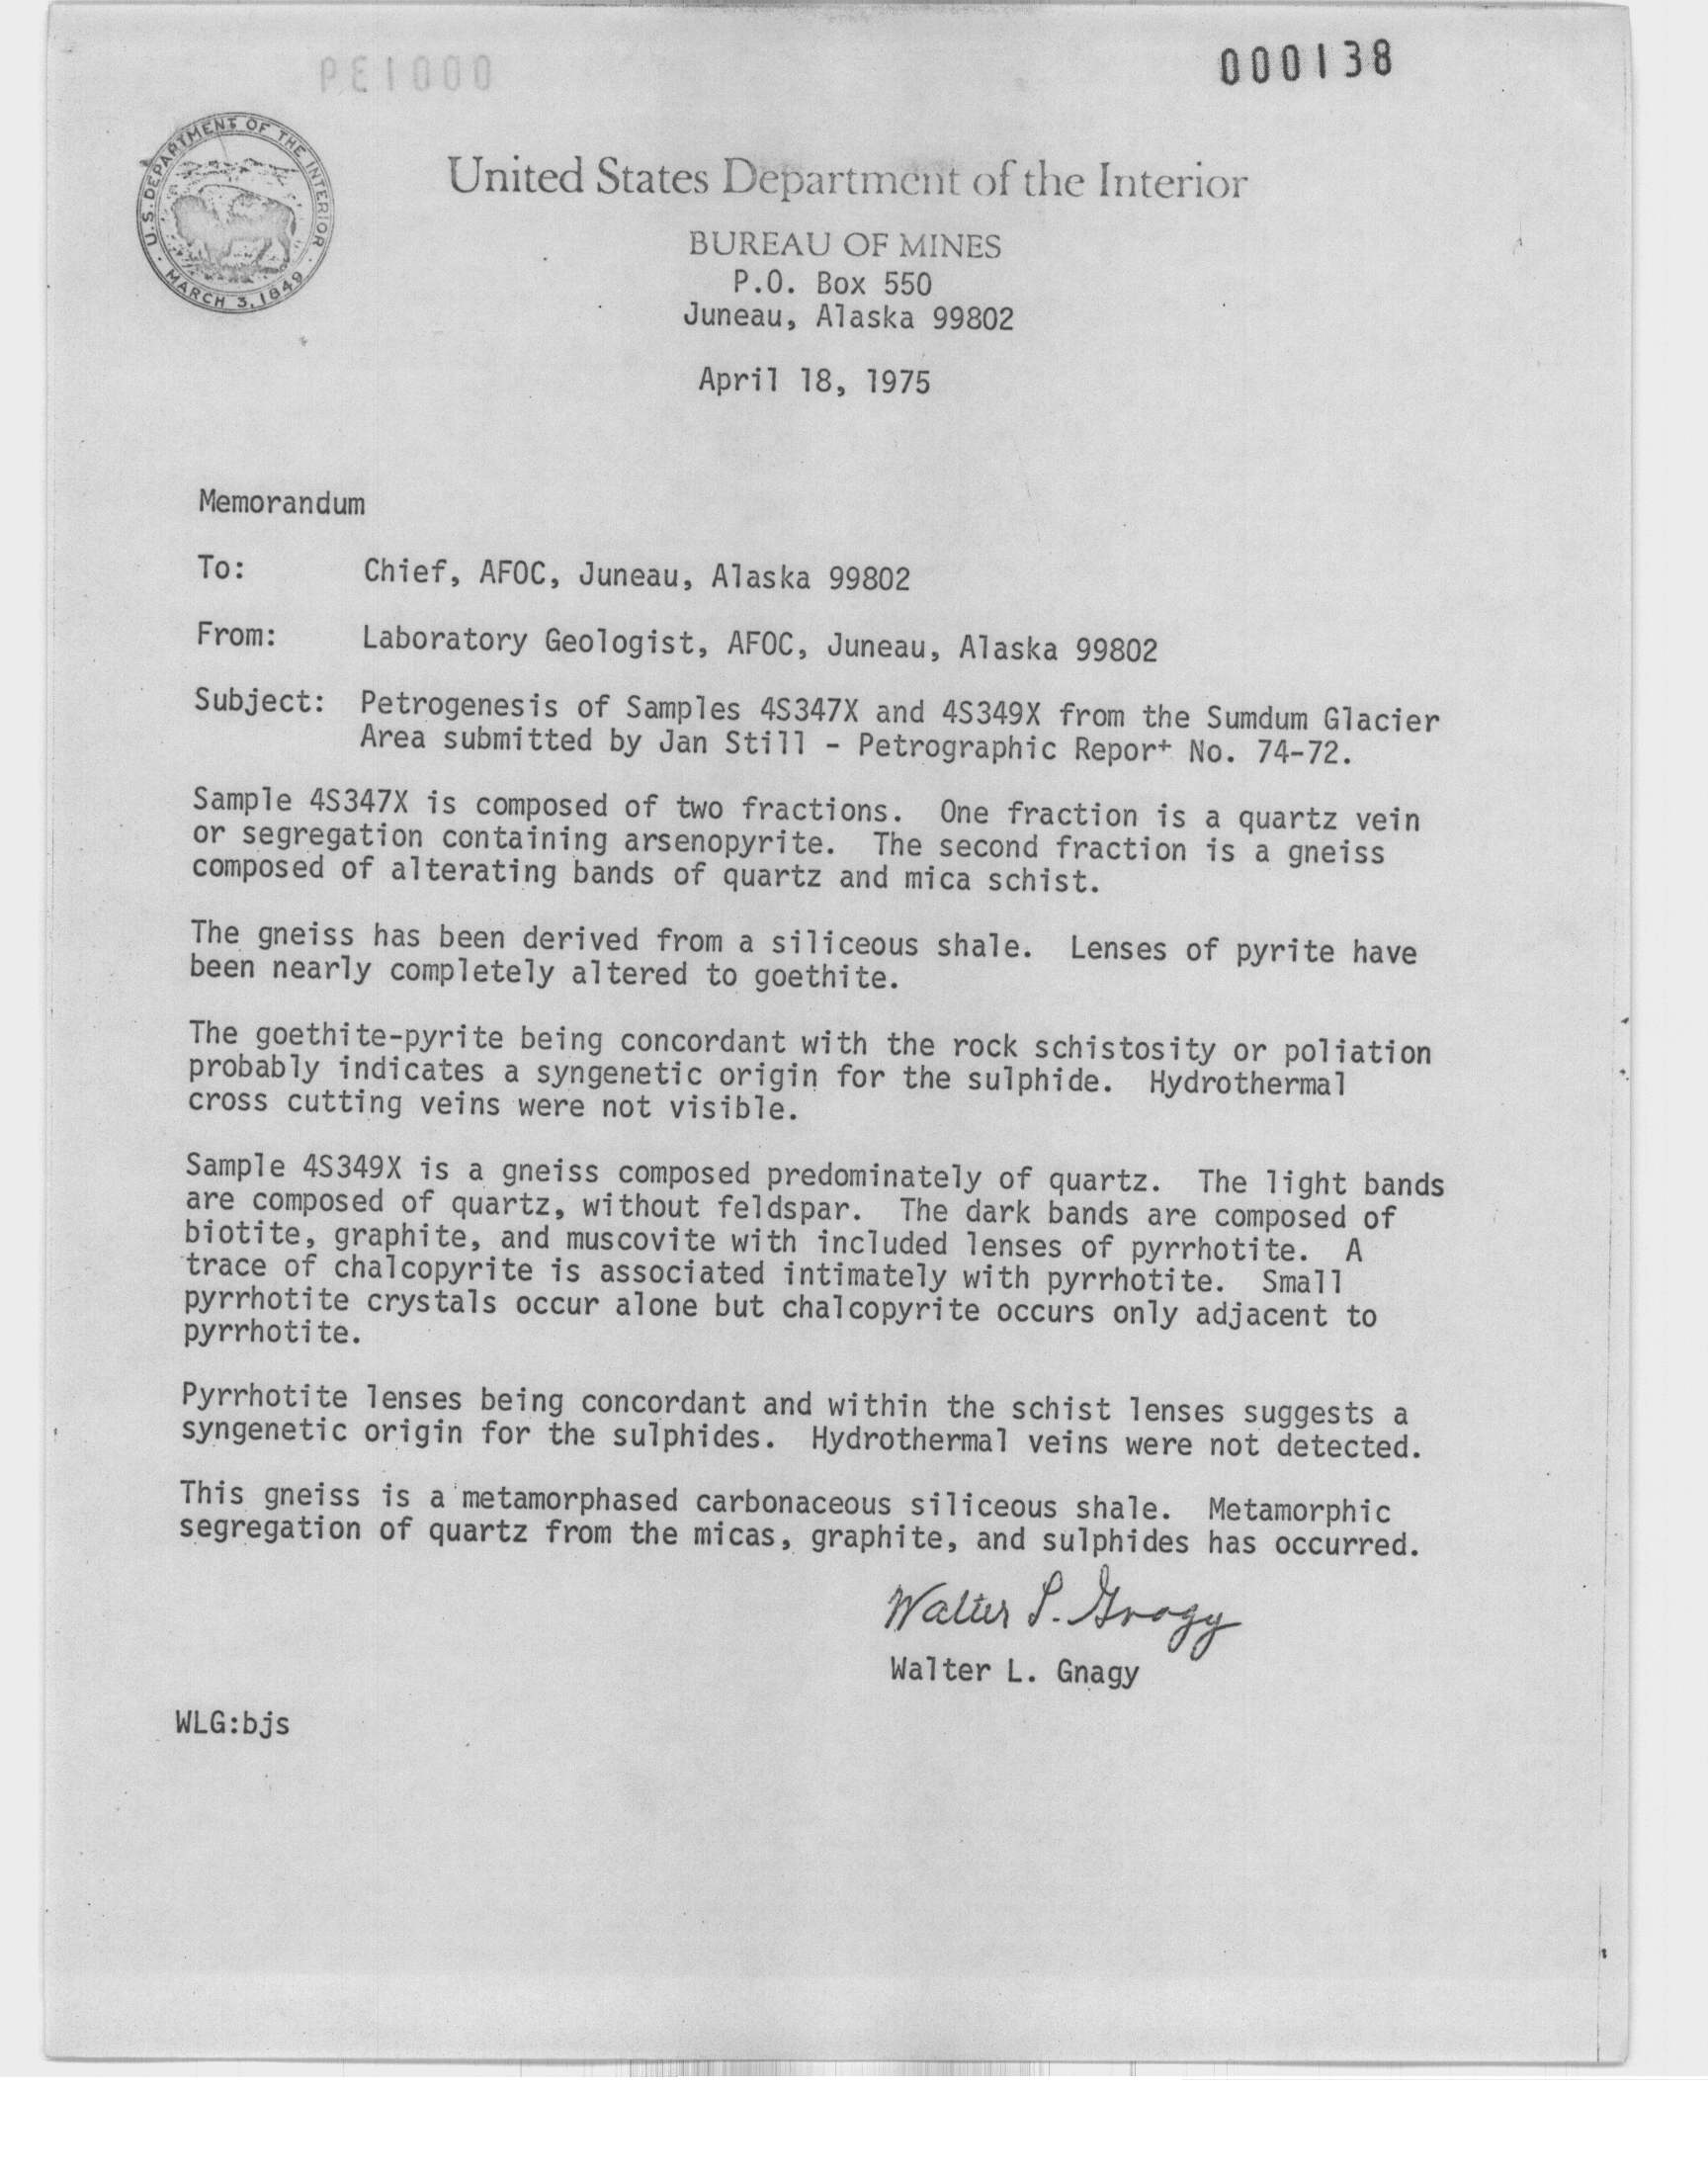 000138
000139
U.S. DEPARTMENT OF THE INTERIOR
MARCH 3, 1849
United States Department of the Interior
BUREAU OF MINES
P.O. Box 550
Juneau, Alaska 99802
April 18, 1975
Memorandum
To: Chief, AFOC, Juneau, Alaska 99802
From: Laboratory Geologist, AFOC, Juneau, Alaska 99802
Subject: Petrogenesis of Samples 4S347X and 4S349X from the Sumdum Glacier
Area submitted by Jan Still - Petrographic Report No. 74-72.
Sample 4S347X is composed of two fractions. One fraction is a quartz vein
or segregation containing arsenopyrite. The second fraction is a gneiss
composed of alterating bands of quartz and mica schist.
The gneiss has been derived from a siliceous shale. Lenses of pyrite have
been nearly completely altered to goethite.
The goethite-pyrite being concordant with the rock schistosity or poliation
probably indicates a syngenetic origin for the sulphide. Hydrothermal
cross cutting veins were not visible.
Sample 4S349X is a gneiss composed predominately of quartz. The light bands
are composed of quartz, without feldspar. The dark bands are composed of
biotite, graphite, and muscovite with included lenses of pyrrhotite. A
trace of chalcopyrite is associated intimately with pyrrhotite. Small
pyrrhotite crystals occur alone but chalcopyrite occurs only adjacent to
pyrrhotite.
Pyrrhotite lenses being concordant and within the schist lenses suggests a
syngenetic origin for the sulphides. Hydrothermal veins were not detected.
This gneiss is a metamorphased carbonaceous siliceous shale. Metamorphic
segregation of quartz from the micas, graphite, and sulphides has occurred.
Walter L. Gnagy
Walter L. Gnagy
WLG:bjs